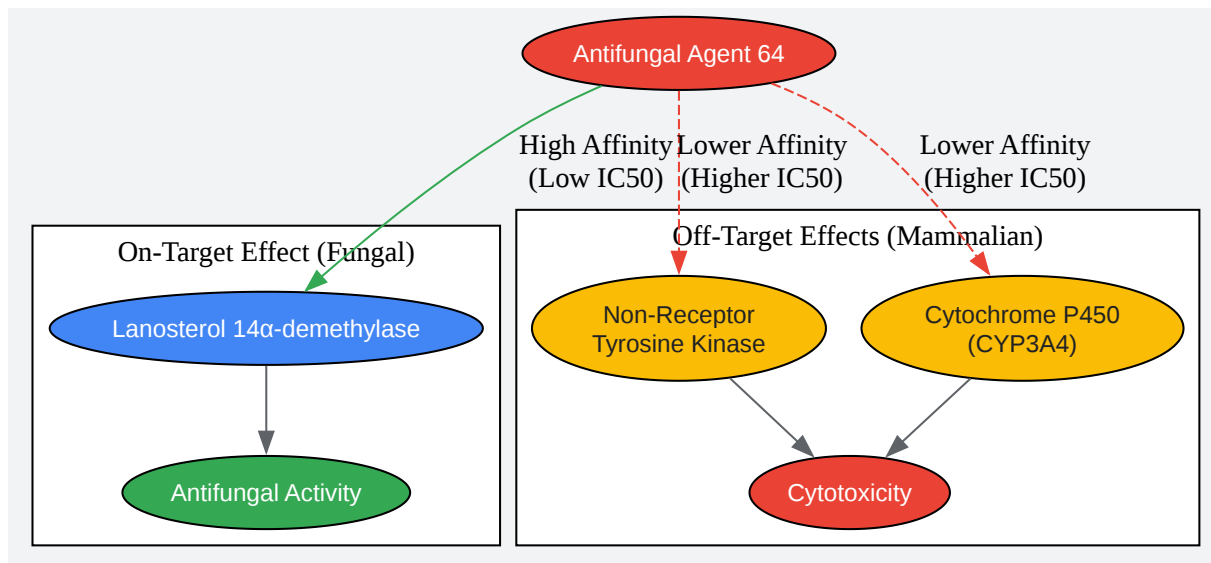 Antifungal Agent 64
High Affinity
(Low IC50)
Lower Affinity
(Higher IC50)
Lower Affinity
(Higher IC50)
On-Target Effect (Fungal)
Off-Target Effects (Mammalian)
Lanosterol 14α-demethylase
Non-Receptor
Tyrosine Kinase
Cytochrome P450
(CYP3A4)
Antifungal Activity
Cytotoxicity